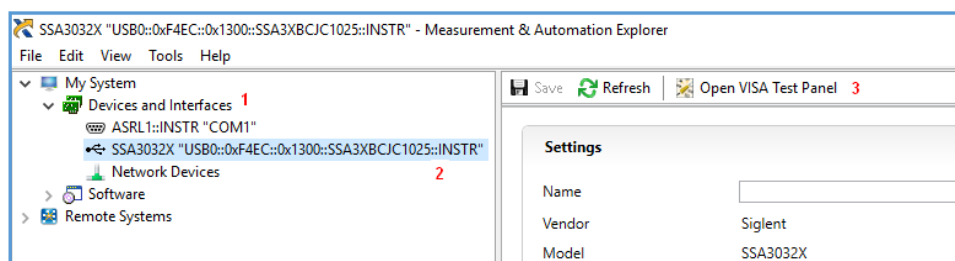 SSA3032X "USB0::0xF4EC::0x1300::SSA3XBCJC1025::INSTR" - Measurement & Automation Explorer
File Edit View Tools Help
My System
Devices and Interfaces 1
ASRL1::INSTR "COM1"
SSA3032X "USB0::0xF4EC::0x1300::SSA3XBCJC1025::INSTR"
Network Devices 2
Software
Remote Systems
Save Refresh Open VISA Test Panel 3
Settings
Name
Vendor Siglent
Model SSA3032X